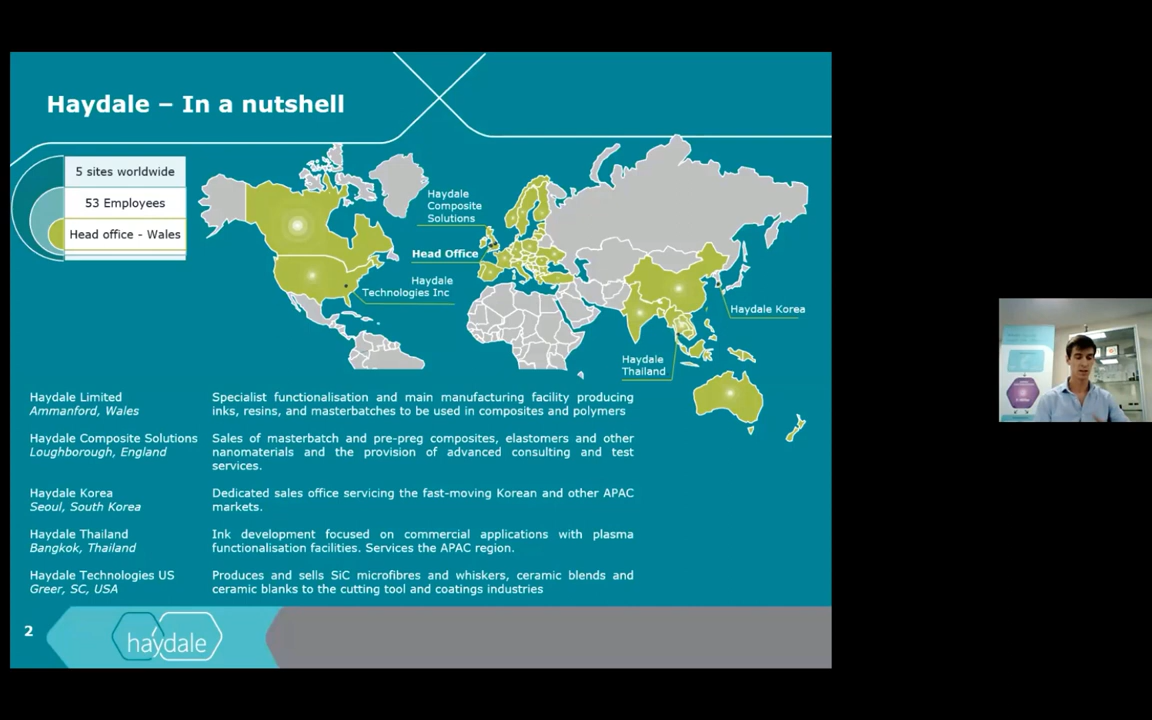 Haydale – In a nutshell
5 sites worldwide
53 Employees
Head office - Wales
Haydale
Composite
Solutions
Head Office
Haydale
Technologies Inc
Haydale Korea
Haydale
Thailand
Haydale Limited
Ammanford, Wales
Specialist functionalisation and main manufacturing facility producing
inks, resins, and masterbatches to be used in composites and polymers
Haydale Composite Solutions
Loughborough, England
Sales of masterbatch and pre-preg composites, elastomers and other
nanomaterials and the provision of advanced consulting and test
services.
Haydale Korea
Seoul, South Korea
Dedicated sales office servicing the fast-moving Korean and other APAC
markets.
Haydale Thailand
Bangkok, Thailand
Ink development focused on commercial applications with plasma
functionalisation facilities. Services the APAC region.
Haydale Technologies US
Greer, SC, USA
Produces and sells SiC microfibres and whiskers, ceramic blends and
ceramic blanks to the cutting tool and coatings industries
2
haydale